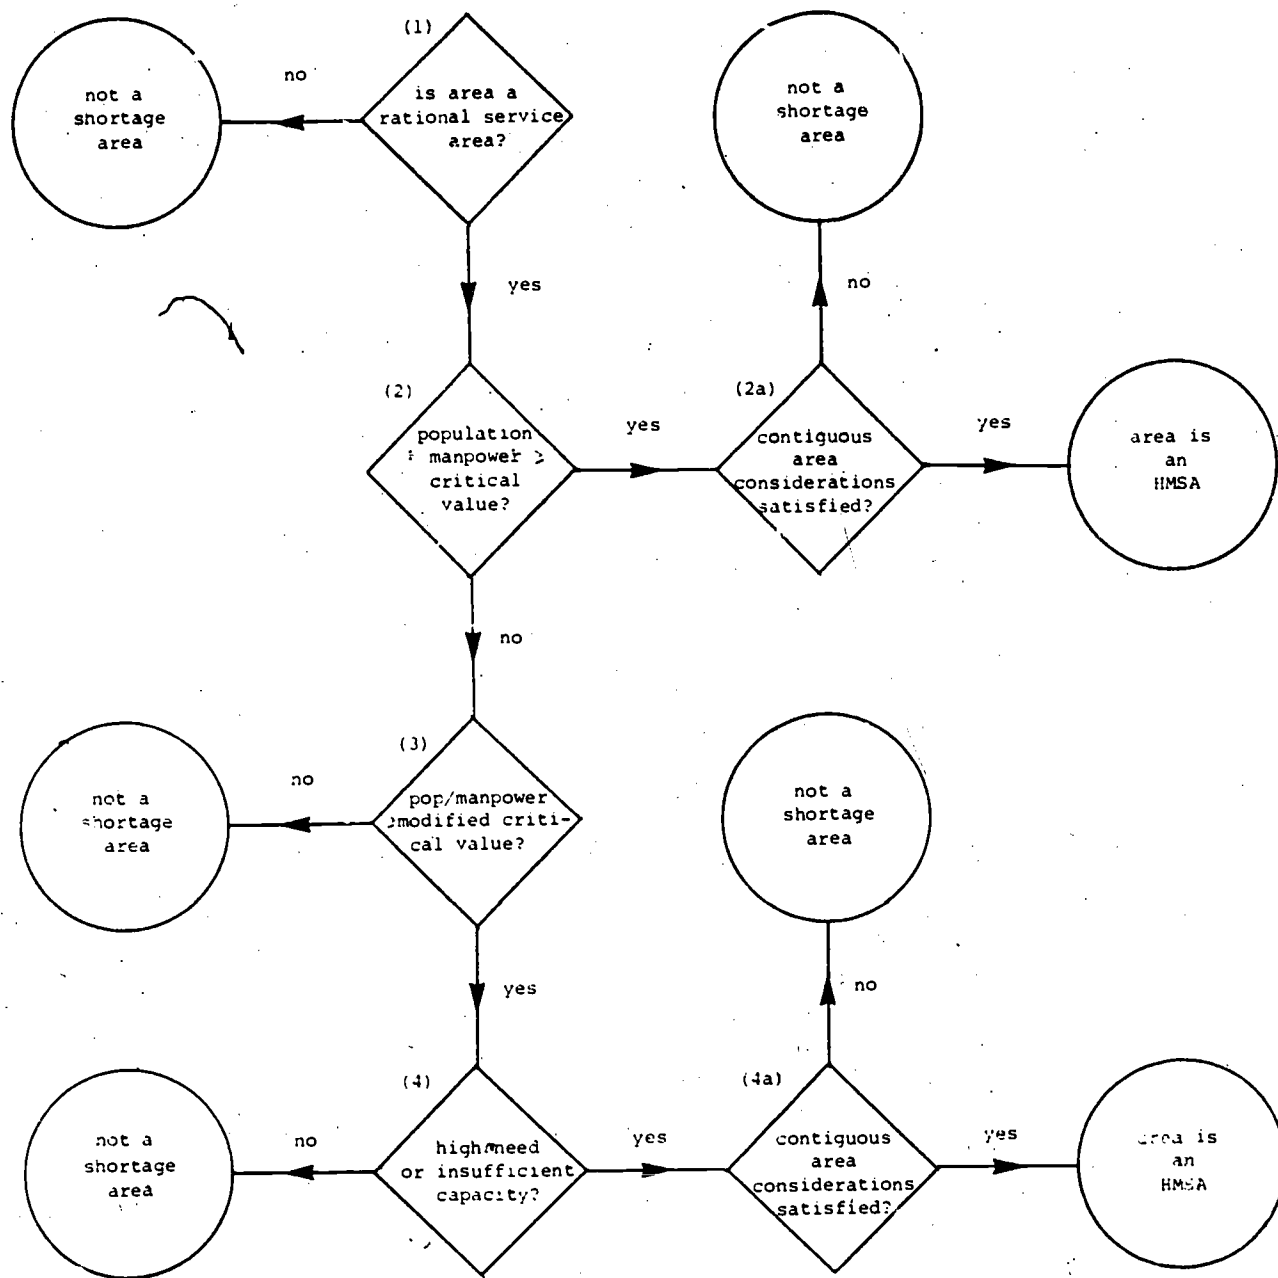 (1)
is area a
rational service
area?
no
not a
shortage
area
yes
(2)
population
÷ manpower ≥
critical
value?
yes
(2a)
contiguous
area
considerations
satisfied?
no
not a
shortage
area
yes
area is
an
HMSA
no
(3)
pop/manpower
≥modified criti-
cal value?
no
not a
shortage
area
yes
(4)
high need
or insufficient
capacity?
no
not a
shortage
area
yes
(4a)
contiguous
area
considerations
satisfied?
no
not a
shortage
area
yes
area is
an
HMSA